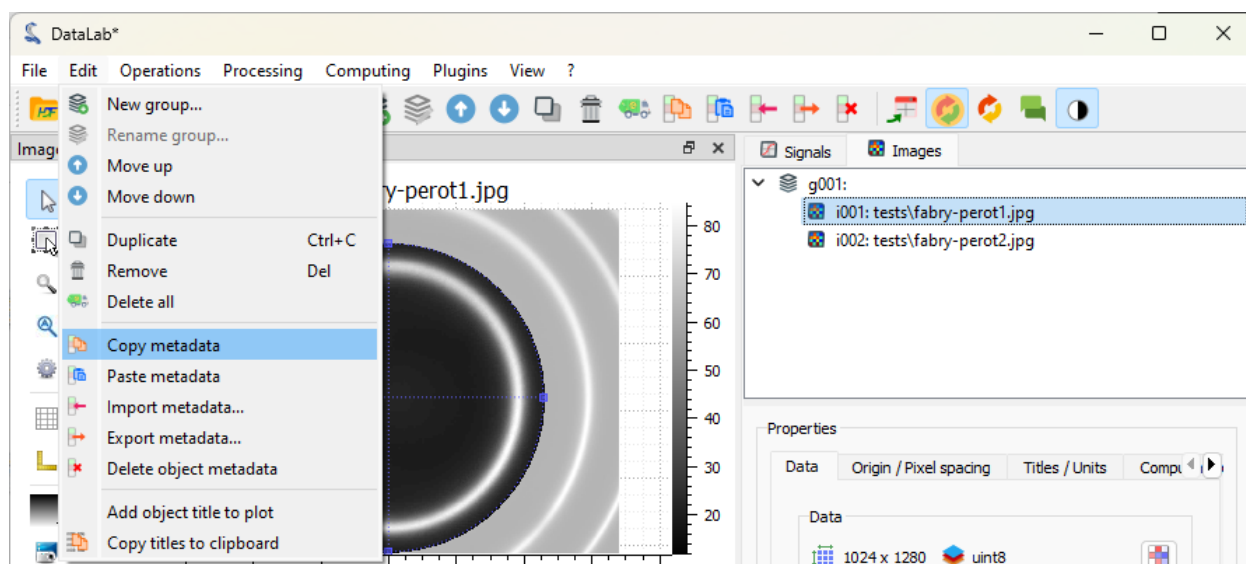 DataLab*
File Edit Operations Processing Computing Plugins View ?
HDF
New group...
Rename group...
Move up
Move down
Duplicate Ctrl+C
Remove Del
Delete all
Copy metadata
Paste metadata
Import metadata...
Export metadata...
Delete object metadata
Add object title to plot
Copy titles to clipboard
y-perot1.jpg
80
70
60
50
40
30
20
Signals Images
g001:
i001: tests\fabry-perot1.jpg
i002: tests\fabry-perot2.jpg
Properties
Data Origin / Pixel spacing Titles / Units
Data
1024 x 1280 uint8